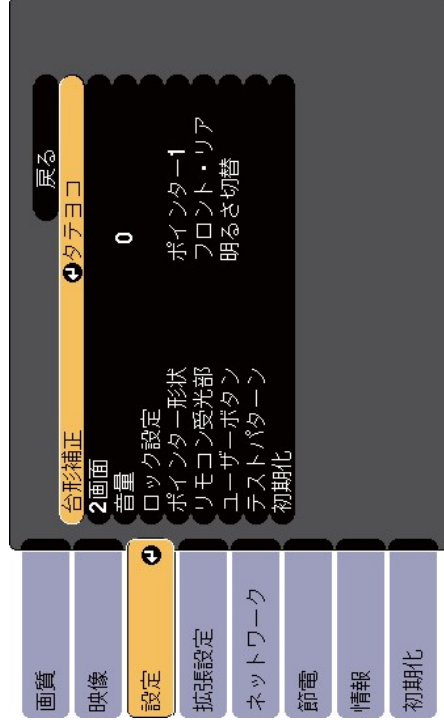 画質
映像
設定
拡張設定
ネットワーク
節電
情報
初期化
戻る
台形補正 タテヨコ
2画面
音量 0
ロック設定
ポインター形状 ポインター1
リモコン受光部 フロント・リア
ユーザーボタン 明るさ切替
テストパターン
初期化